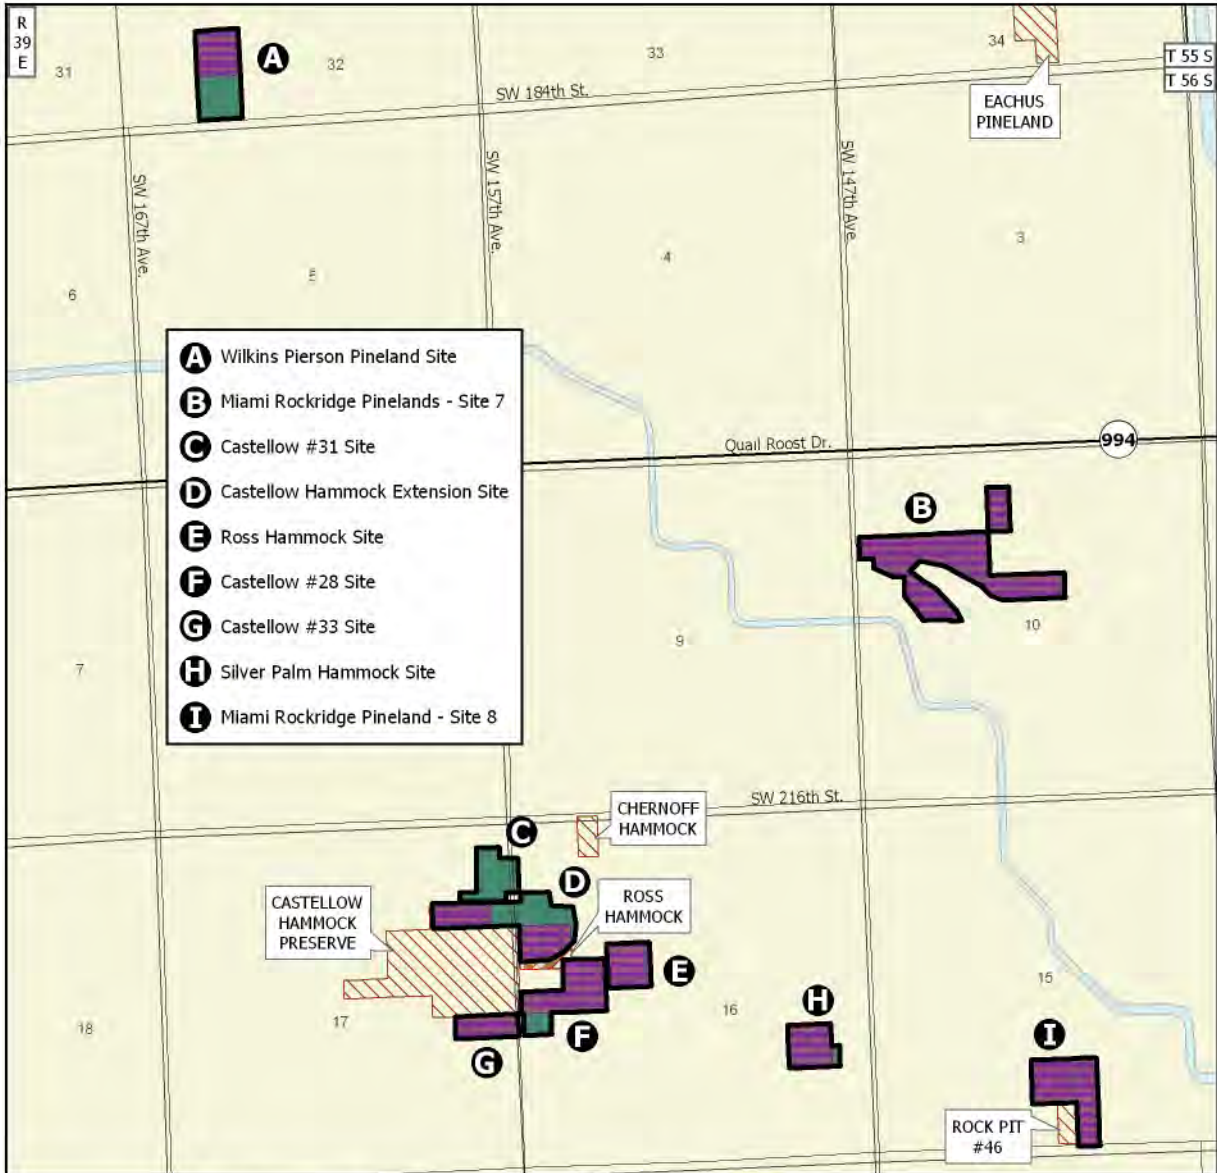 R
39
E
31
A
32
33
34
T 55 S
T 56 S
SW 184th St.
EACHUS
PINELAND
SW 167th Ave.
SW 157th Ave.
SW 147th Ave.
6
5
4
3
A Wilkins Pierson Pineland Site
B Miami Rockridge Pinelands - Site 7
C Castellow #31 Site
D Castellow Hammock Extension Site
E Ross Hammock Site
F Castellow #28 Site
G Castellow #33 Site
H Silver Palm Hammock Site
I Miami Rockridge Pineland - Site 8
Quail Roost Dr.
994
B
7
9
10
SW 216th St.
CHERNOFF
HAMMOCK
C
D
CASTELLOW
HAMMOCK
PRESERVE
ROSS
HAMMOCK
E
18
17
16
15
F
G
H
I
ROCK PIT
#46